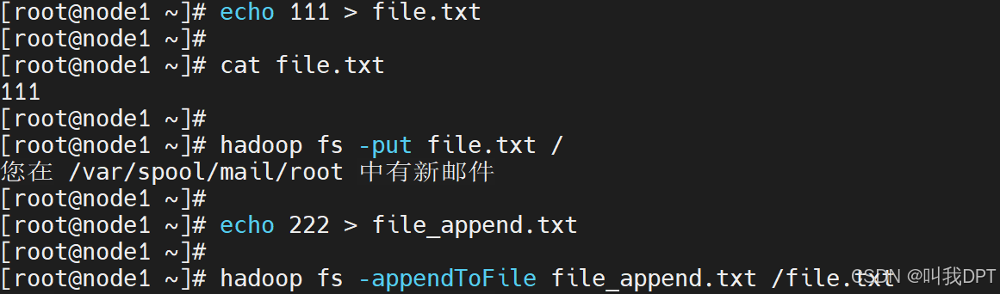 [root@node1 ~]# echo 111 > file.txt
[root@node1 ~]#
[root@node1 ~]# cat file.txt
111
[root@node1 ~]#
[root@node1 ~]# hadoop fs -put file.txt /
您在 /var/spool/mail/root 中有新邮件
[root@node1 ~]#
[root@node1 ~]# echo 222 > file_append.txt
[root@node1 ~]#
[root@node1 ~]# hadoop fs -appendToFile file_append.txt /file.txt
CSDN @叫我DPT